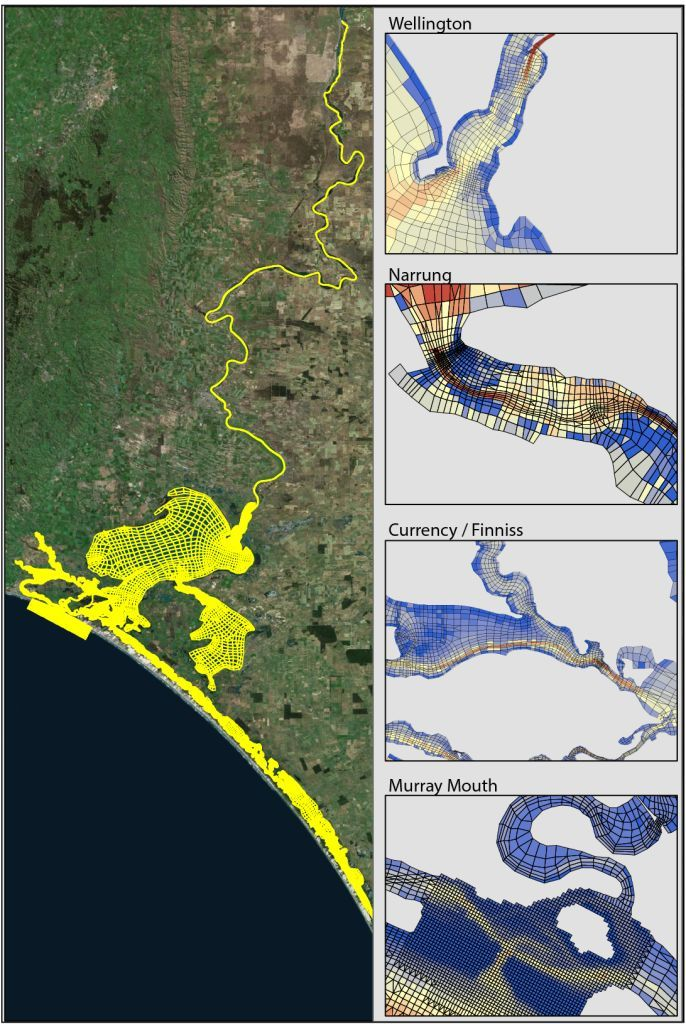 Wellington
Narrung
Currency / Finniss
Murray Mouth